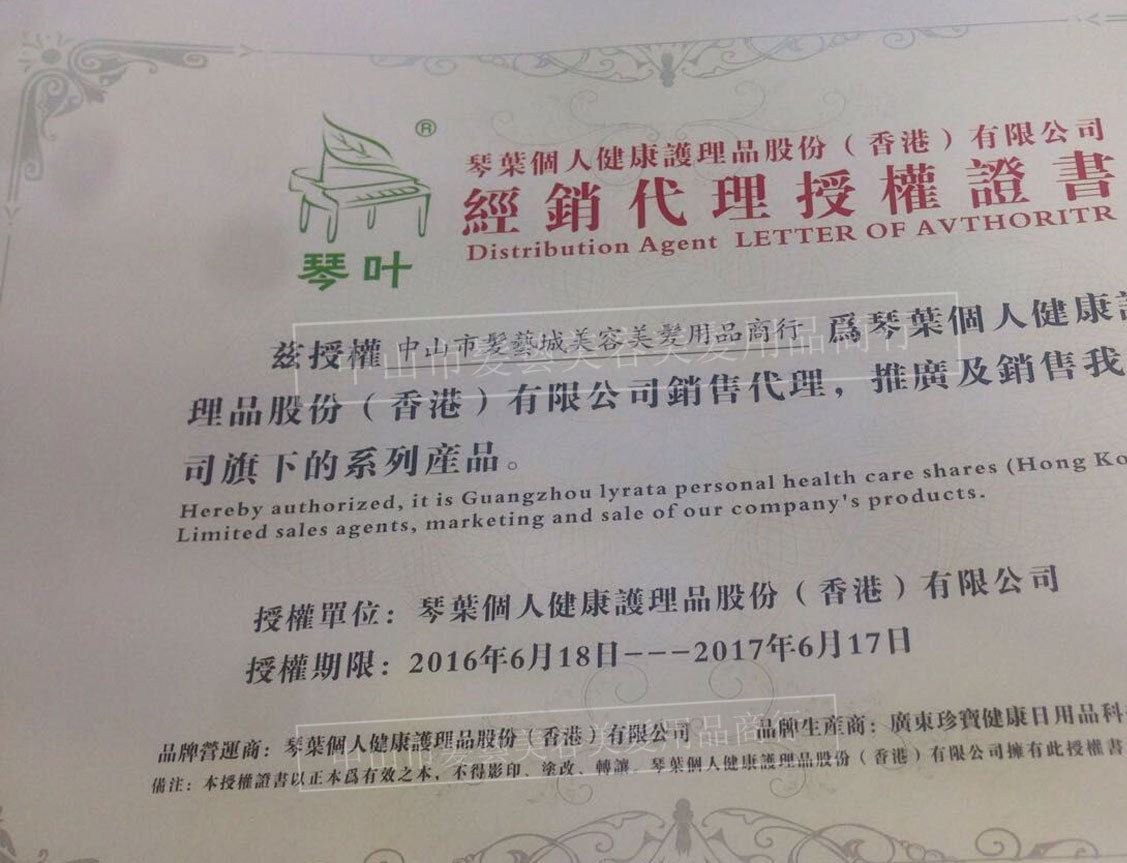 ®
琴叶
琴葉個人健康護理品股份（香港）有限公司
經銷代理授權證書
Distribution Agent LETTER OF AVTHORITR
茲授權 中山市髮藝城美容美髮用品商行 爲琴葉個人健康護
理品股份（香港）有限公司銷售代理，推廣及銷售我
司旗下的系列産品。
Hereby authorized, it is Guangzhou lyrata personal health care shares (Hong Ko
Limited sales agents, marketing and sale of our company's products.
授權單位：琴葉個人健康護理品股份（香港）有限公司
授權期限：2016年6月18日---2017年6月17日
品牌營運商：琴葉個人健康護理品股份（香港）有限公司 品牌生産商：廣東珍寶健康日用品科
備注：本授權證書以正本爲有效之本，不得影印、塗改、轉讓。琴葉個人健康護理品股份（香港）有限公司擁有此授權書